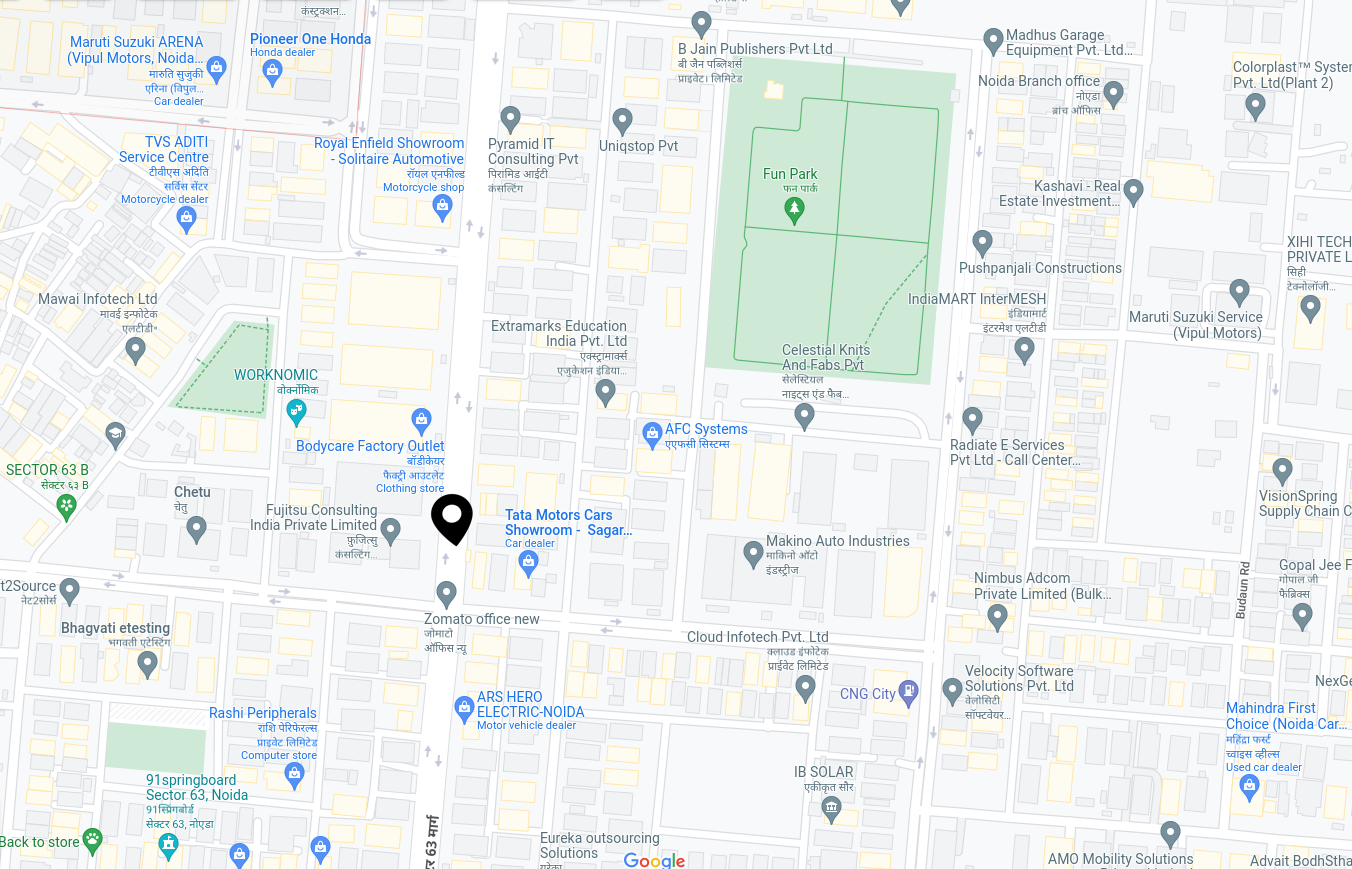 कंस्ट्रक्शन...
Maruti Suzuki ARENA
(Vipul Motors, Noida...
मारुति सुजुकी
एरिना (विपुल...
Car dealer
Pioneer One Honda
Honda dealer
B Jain Publishers Pvt Ltd
बी जैन पब्लिशर्स
प्राइवेट। लिमिटेड
Madhus Garage
Equipment Pvt. Ltd...
Noida Branch office
नोएडा
ब्रांच ऑफिस
Colorplast™ System
Pvt. Ltd(Plant 2)
TVS ADITI
Service Centre
टीवीएस अदिति
सर्विस सेंटर
Motorcycle dealer
Royal Enfield Showroom
- Solitaire Automotive
रॉयल एनफील्ड
Motorcycle shop
Pyramid IT
Consulting Pvt
पिरामिड आईटी
कंसल्टिंग
Uniqstop Pvt
Fun Park
फन पार्क
Kashavi - Real
Estate Investment...
Pushpanjali Constructions
XIHI TECH
PRIVATE L
सिही
टेक्नोलॉजी...
Mawai Infotech Ltd
मावई इन्फोटेक
एलटीडी॰
IndiaMART InterMESH
इंडियामार्ट
इंटरमेश एलटीडी
Maruti Suzuki Service
(Vipul Motors)
Extramarks Education
India Pvt. Ltd
एक्स्ट्रामार्क्स
एजुकेशन इंडिया...
Celestial Knits
And Fabs Pvt
सेलेस्टियल
नाइट्स एंड फैब...
WORKNOMIC
वोर्क्नोमिक
Bodycare Factory Outlet
बॉडीकेयर
फैक्ट्री आउटलेट
Clothing store
AFC Systems
एएफसी सिस्टम्स
Radiate E Services
Pvt Ltd - Call Center...
SECTOR 63 B
सेक्टर ६३ B
Chetu
चेतु
Fujitsu Consulting
India Private Limited
फ़ुजित्सु
कंसल्टिंग...
Tata Motors Cars
Showroom - Sagar...
Car dealer
VisionSpring
Supply Chain C
Makino Auto Industries
माकिनो ऑटो
इंडस्ट्रीज
Nimbus Adcom
Private Limited (Bulk...
Budaun Rd
Gopal Jee F
गोपाल जी
फैब्रिक्स
t2Source
नेट2सोर्स
Bhagvati etesting
भगवती एटेस्टिंग
Zomato office new
जोमाटो
ऑफिस न्यू
Cloud Infotech Pvt. Ltd
क्लाउड इंफोटेक
प्राईवेट लिमिटेड
CNG City
Velocity Software
Solutions Pvt. Ltd
वेलोसिटी
सॉफ्टवेयर...
NexGe
ARS HERO
ELECTRIC-NOIDA
Motor vehicle dealer
Rashi Peripherals
राशि पेरिफेरल्स
प्राइवेट लिमिटेड
Computer store
Mahindra First
Choice (Noida Car...
महिंद्रा फर्स्ट
च्वाइस व्हील्स
Used car dealer
91springboard
Sector 63, Noida
91स्प्रिंगबोर्ड
सेक्टर 63, नोएडा
IB SOLAR
एकीकृत सौर
Back to store
63 मार्ग
Eureka outsourcing
Solutions
Google
AMO Mobility Solutions
Advait BodhStha